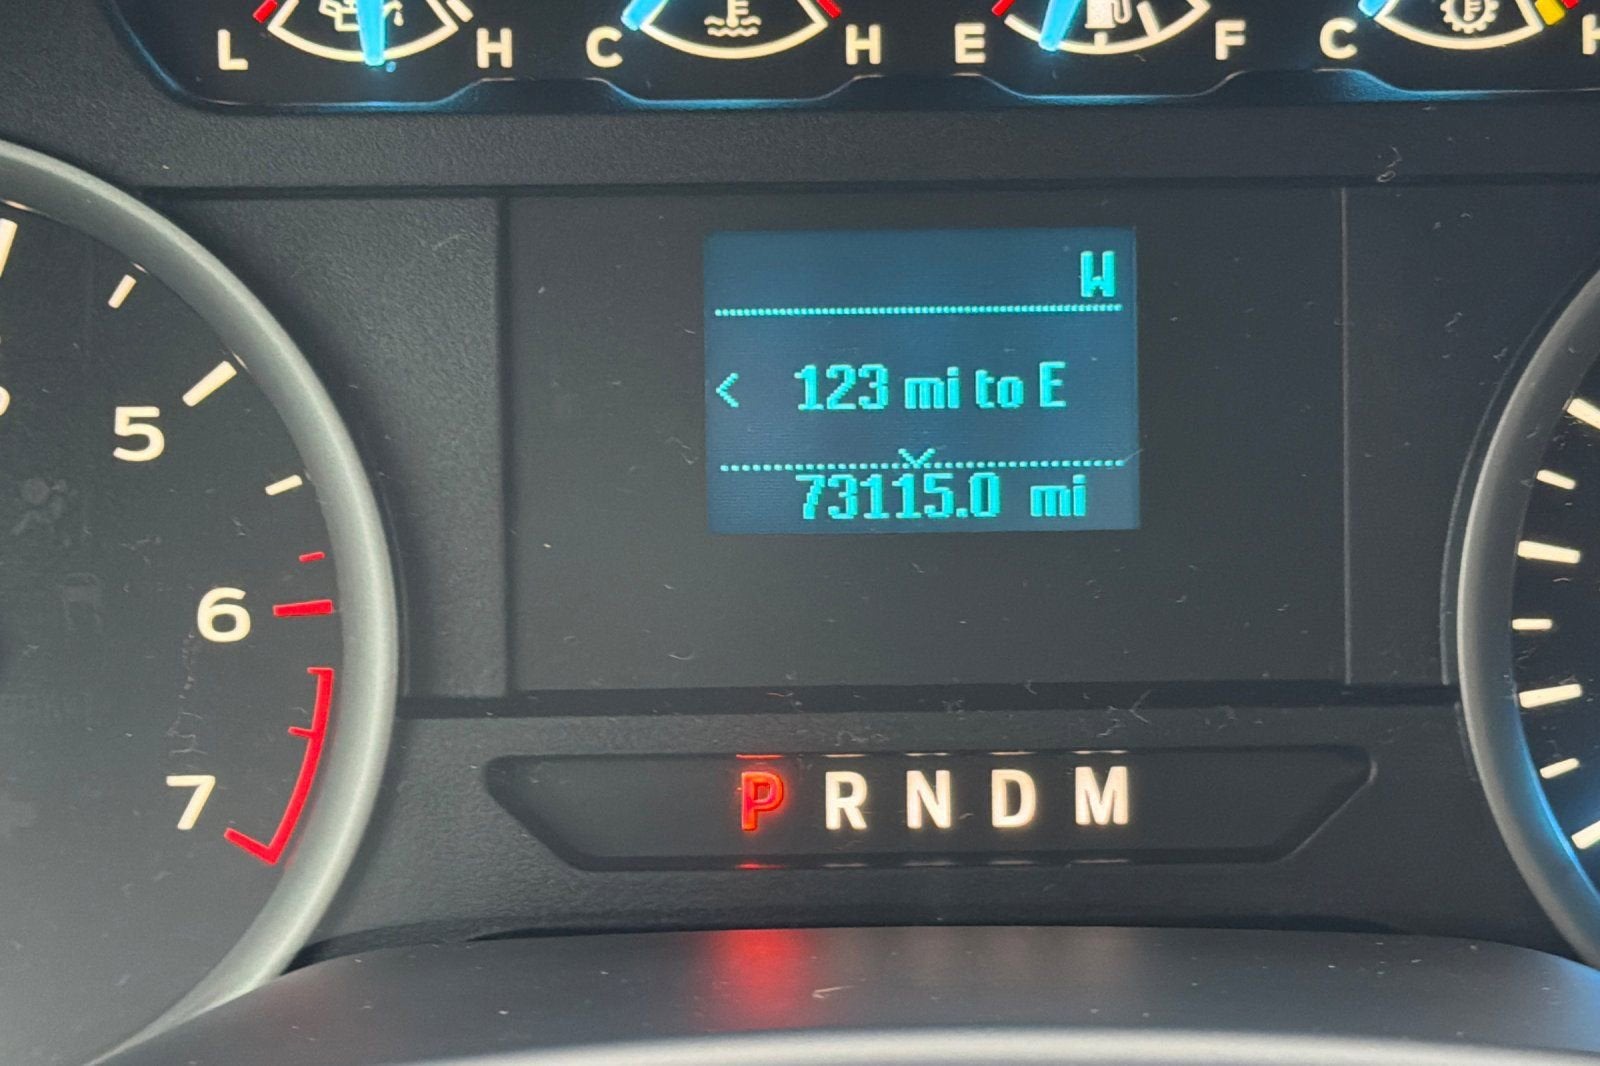 L H C H E F C H
W
< 123 mi to E
73115.0 mi
5
6
7
P R N D M